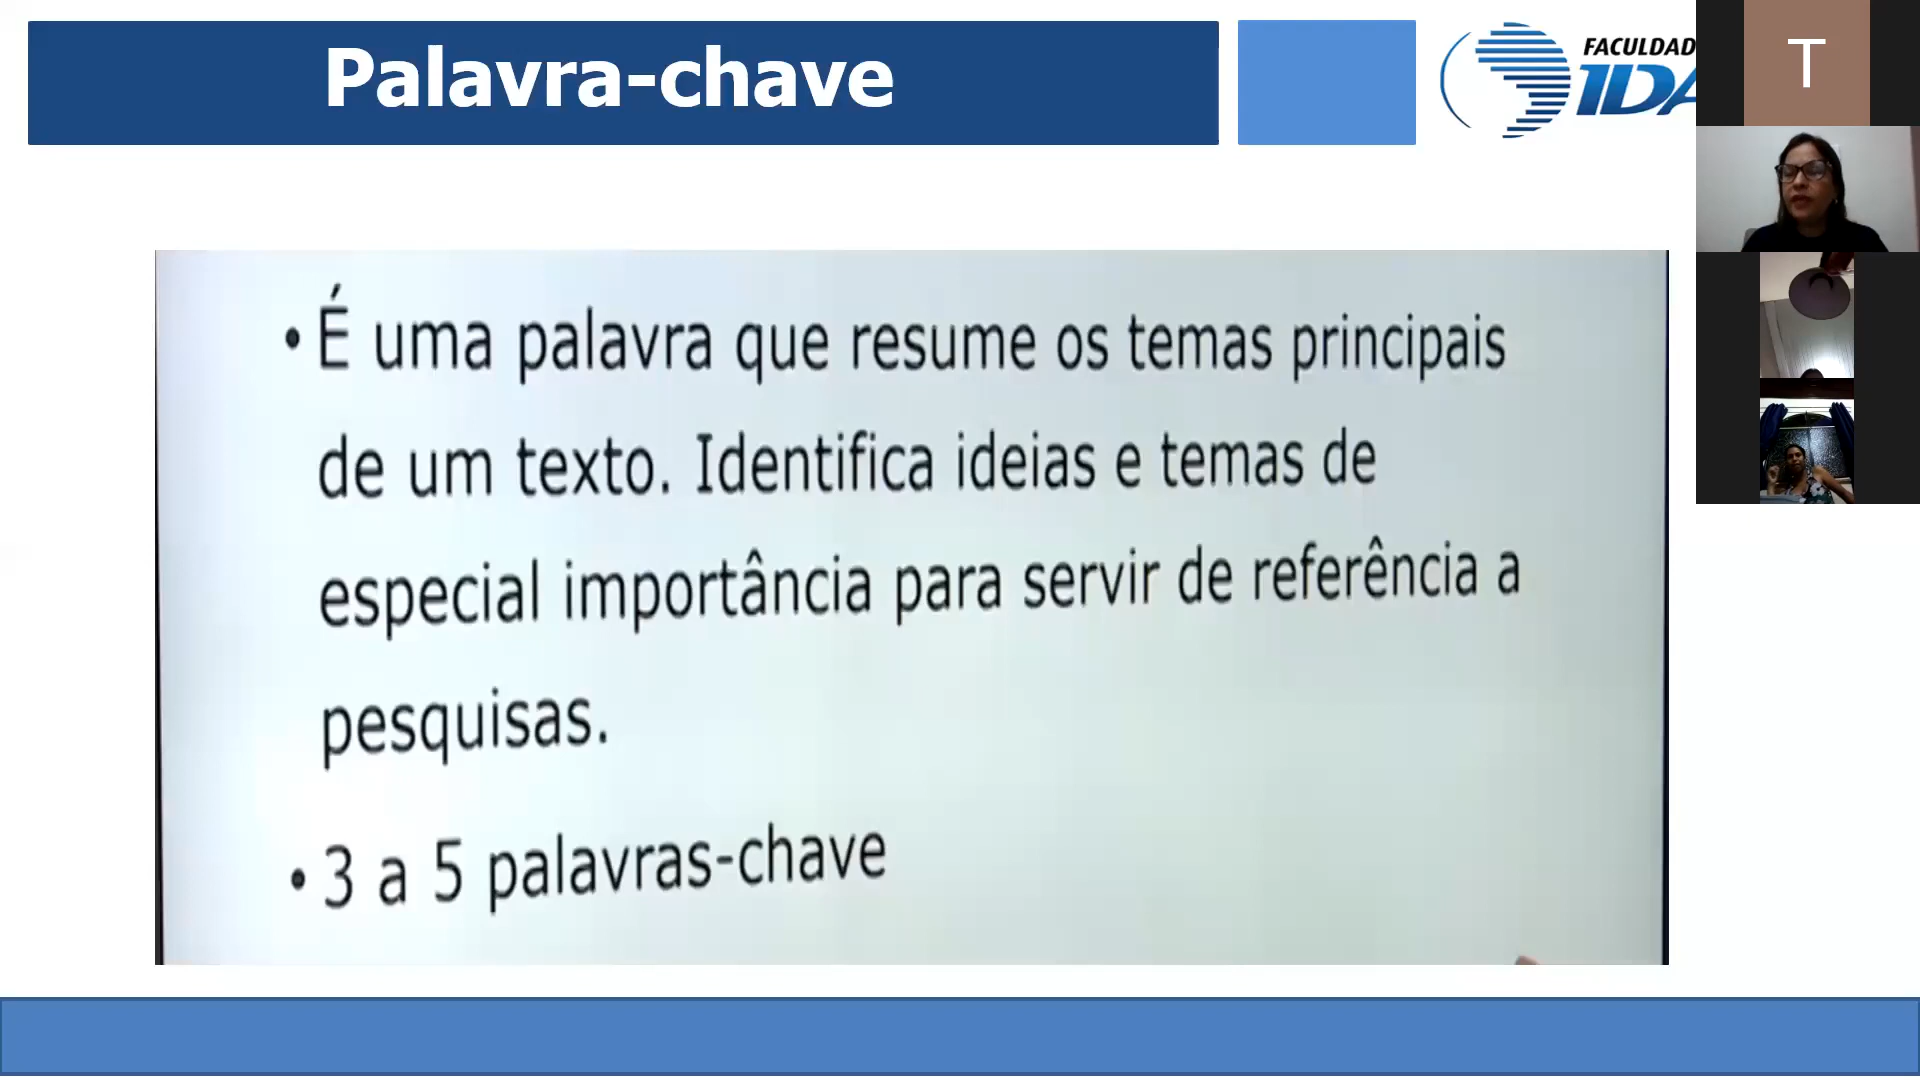 Palavra-chave
FACULDAD
IDA
T
• É uma palavra que resume os temas principais
de um texto. Identifica ideias e temas de
especial importância para servir de referência a
pesquisas.
• 3 a 5 palavras-chave